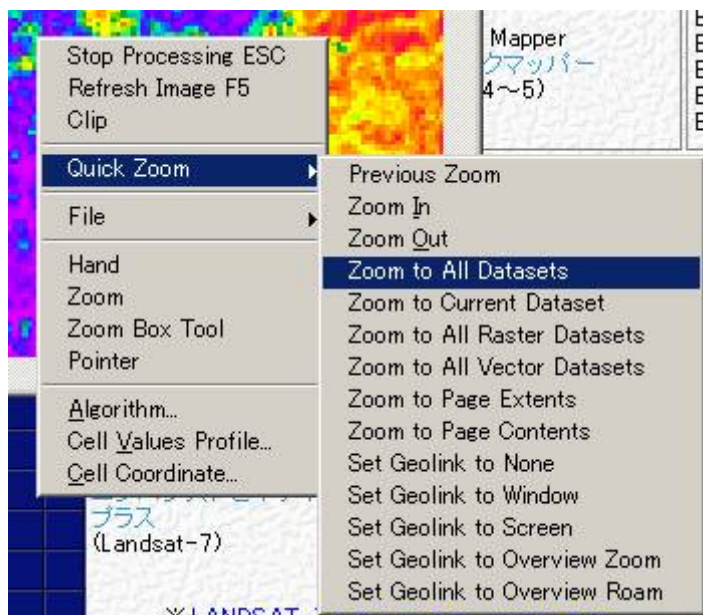 Stop Processing ESC
Refresh Image F5
Clip
Quick Zoom
File
Hand
Zoom
Zoom Box Tool
Pointer
Algorithm...
Cell Values Profile...
Cell Coordinate...
Previous Zoom
Zoom In
Zoom Out
Zoom to All Datasets
Zoom to Current Dataset
Zoom to All Raster Datasets
Zoom to All Vector Datasets
Zoom to Page Extents
Zoom to Page Contents
Set Geolink to None
Set Geolink to Window
Set Geolink to Screen
Set Geolink to Overview Zoom
Set Geolink to Overview Roam
Mapper
クマッパー
4～5)
プラス
(Landsat-7)